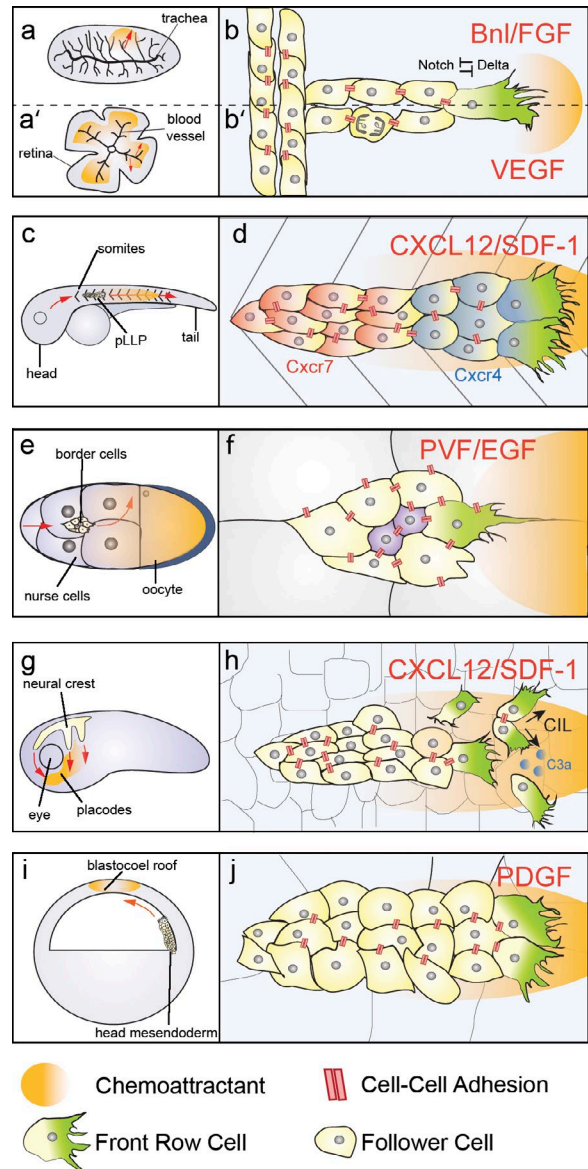 a
trachea
b
Bnl/FGF
Notch
Delta
a'
blood
vessel
retina
b'
VEGF
c
somites
pLLP
tail
head
d
CXCL12/SDF-1
Cxcr7
Cxcr4
e
border cells
nurse cells
oocyte
f
PVF/EGF
g
neural crest
eye
placodes
h
CXCL12/SDF-1
CIL
C3a
i
blastocoel roof
head mesendoderm
j
PDGF
Chemoattractant
Cell-Cell Adhesion
Front Row Cell
Follower Cell